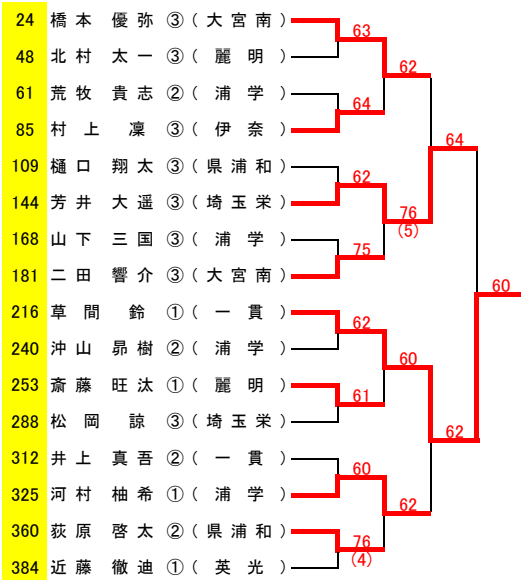 24 橋本 優弥 ③ ( 大宮南 )
63
48 北村 太一 ③ ( 麗明 )
62
61 荒牧 貴志 ② ( 浦学 )
64
85 村上 凜 ③ ( 伊奈 )
64
109 樋口 翔太 ③ ( 県浦和 )
62
144 芳井 大遥 ③ ( 埼玉栄 )
76
(5)
168 山下 三国 ③ ( 浦学 )
75
181 二田 響介 ③ ( 大宮南 )
60
216 草間 鈴 ① ( 一貫 )
62
240 沖山 昴樹 ② ( 浦学 )
60
253 斎藤 旺汰 ① ( 麗明 )
61
288 松岡 諒 ③ ( 埼玉栄 )
62
312 井上 真吾 ② ( 一貫 )
60
325 河村 柚希 ① ( 浦学 )
62
360 荻原 啓太 ② ( 県浦和 )
76
(4)
384 近藤 徹迪 ① ( 英光 )